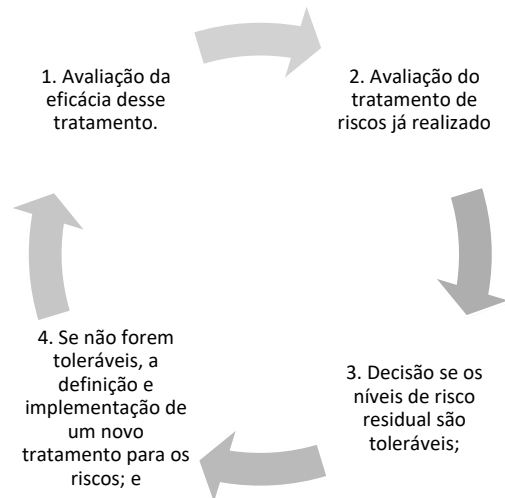 1. Avaliação da
eficácia desse
tratamento.
2. Avaliação do
tratamento de
riscos já realizado
3. Decisão se os
níveis de risco
residual são
toleráveis;
4. Se não forem
toleráveis, a
definição e
implementação de
um novo
tratamento para os
riscos; e